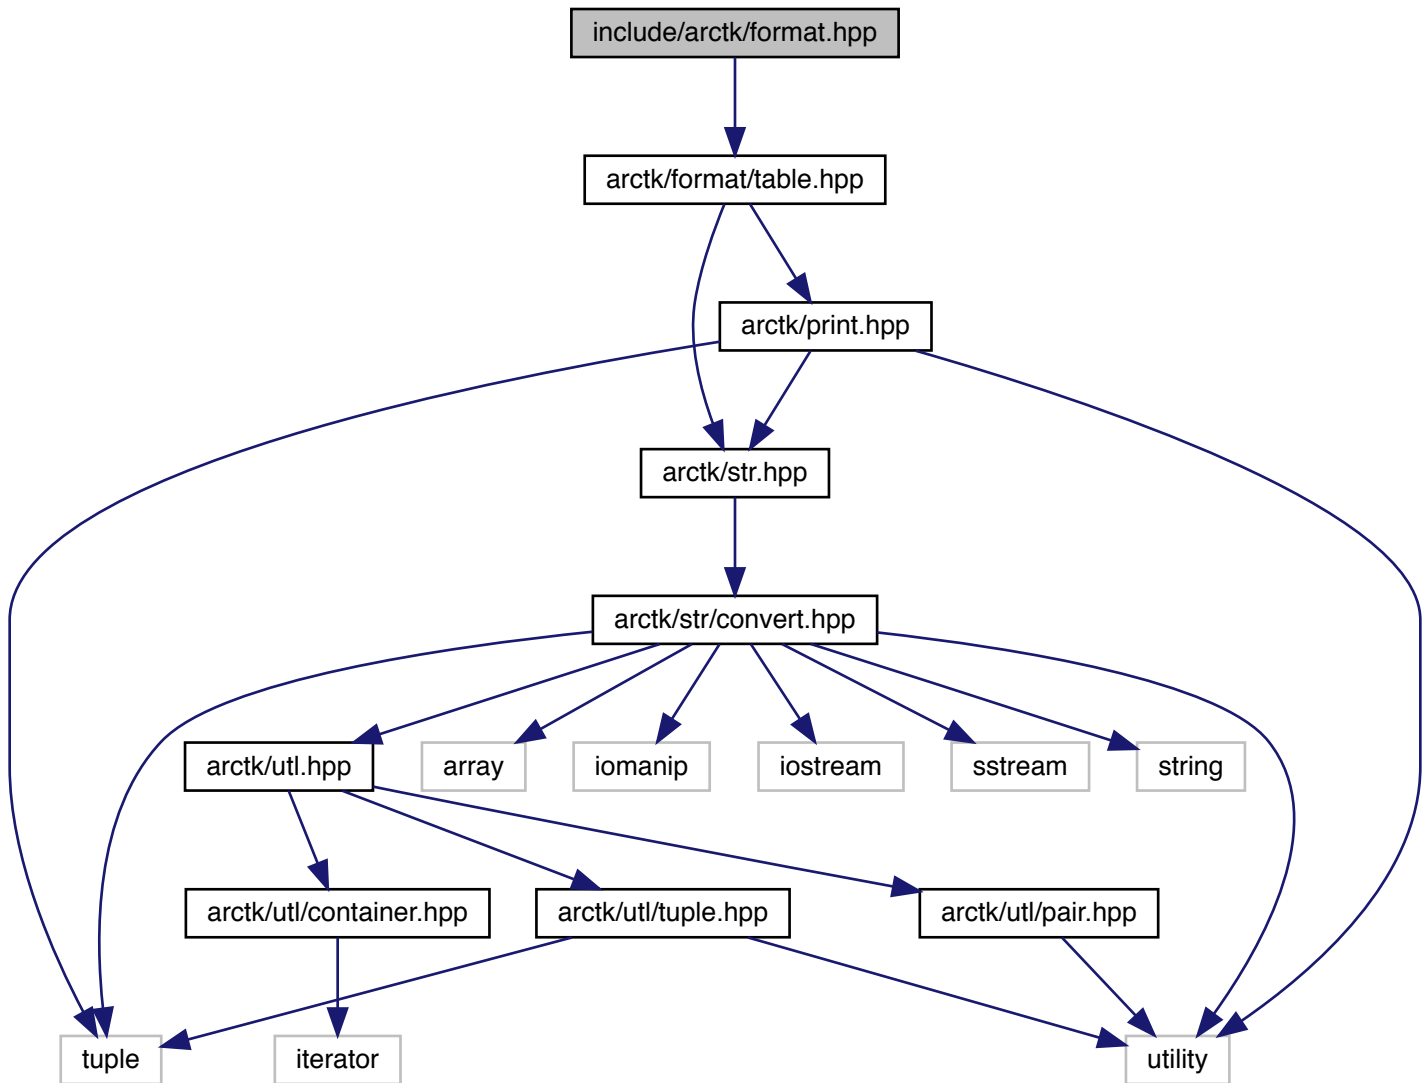 include/arctk/format.hpp
arctk/format/table.hpp
arctk/print.hpp
arctk/str.hpp
arctk/str/convert.hpp
arctk/utl.hpp
array
iomanip
iostream
sstream
string
arctk/utl/container.hpp
arctk/utl/tuple.hpp
arctk/utl/pair.hpp
tuple
iterator
utility